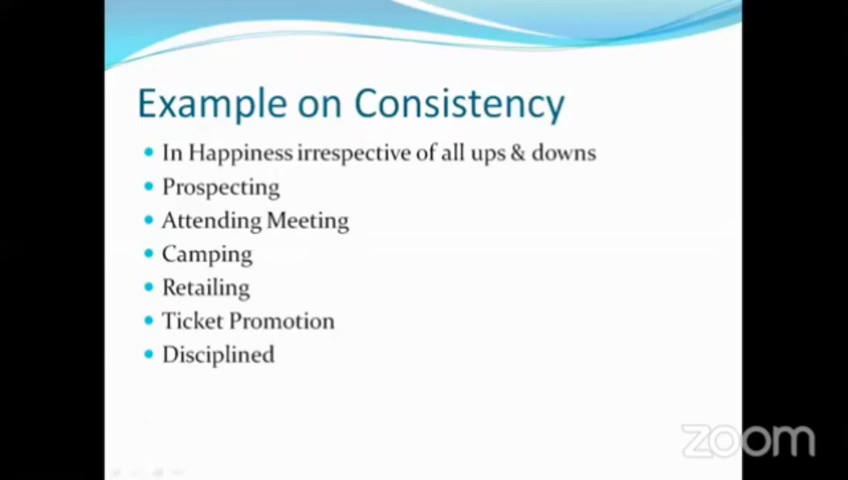 Example on Consistency
In Happiness irrespective of all ups & downs
Prospecting
Attending Meeting
Camping
Retailing
Ticket Promotion
Disciplined
zoom